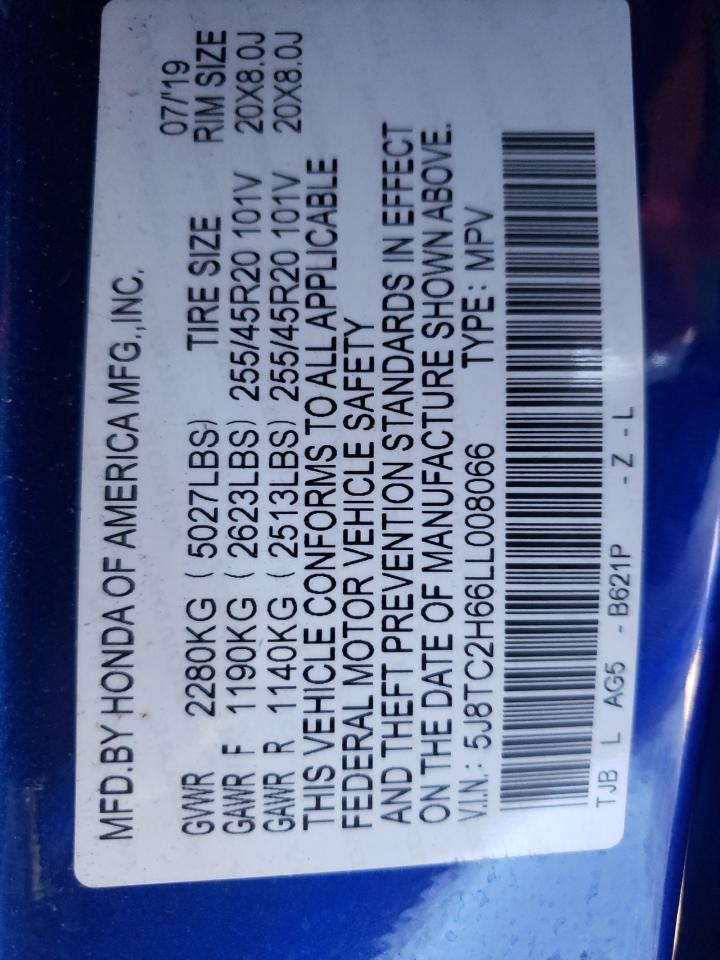 MFD.BY HONDA OF AMERICA MFG.,INC.
07/'19
GVWR 2280KG ( 5027LBS) TIRE SIZE RIM SIZE
GAWR F 1190KG ( 2623LBS) 255/45R20 101V 20X8.0J
GAWR R 1140KG ( 2513LBS) 255/45R20 101V 20X8.0J
THIS VEHICLE CONFORMS TO ALL APPLICABLE
FEDERAL MOTOR VEHICLE SAFETY
AND THEFT PREVENTION STANDARDS IN EFFECT
ON THE DATE OF MANUFACTURE SHOWN ABOVE.
V.I.N.: 5J8TC2H66LL008066 TYPE: MPV
TJB L AG5 - B621P - Z - L